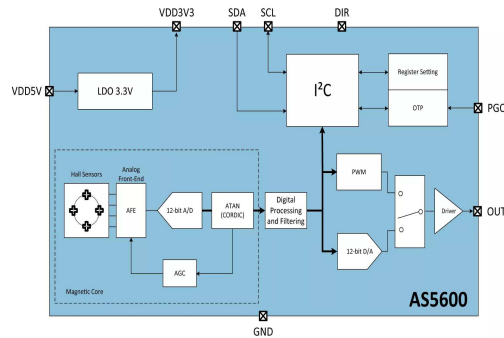 VDD3V3
SDA
SCL
DIR
VDD5V
LDO 3.3V
I²C
Register Setting
OTP
PGO
Hall Sensors
Analog
Front-End
AFE
12-bit A/D
ATAN
(CORDIC)
Digital
Processing
and Filtering
PWM
12-bit D/A
Driver
OUT
AGC
Magnetic Core
AS5600
GND